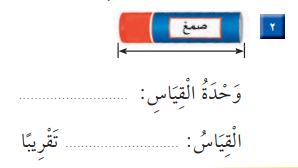 ٢
صمغ
وَحْدَةُ الْقِيَاسِ: ............................
الْقِيَاسُ: ............................ تَقْرِيبًا